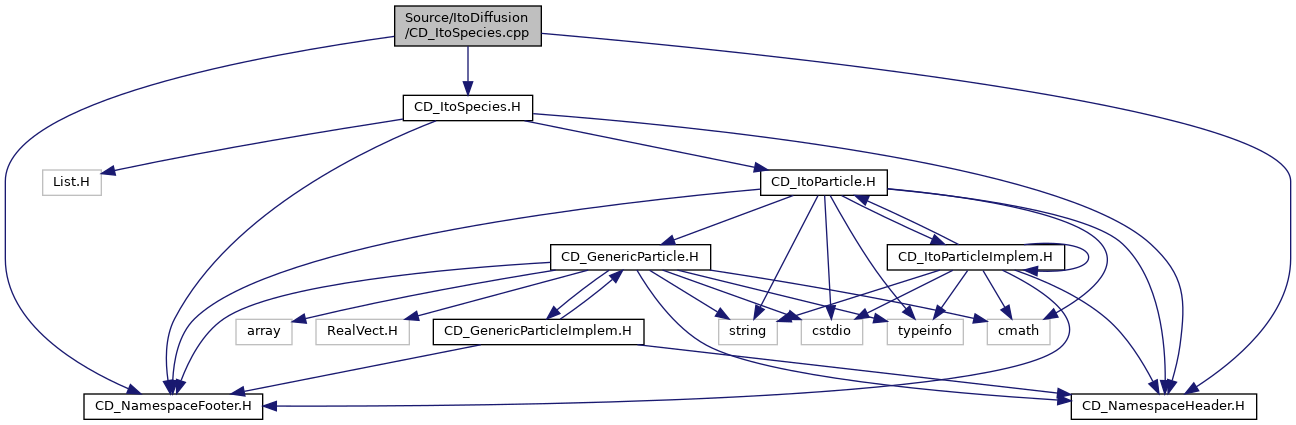 Source/ItoDiffusion
/CD_ItoSpecies.cpp
CD_ItoSpecies.H
List.H
CD_ItoParticle.H
CD_GenericParticle.H
CD_ItoParticleImplem.H
array
RealVect.H
CD_GenericParticleImplem.H
string
cstdio
typeinfo
cmath
CD_NamespaceFooter.H
CD_NamespaceHeader.H